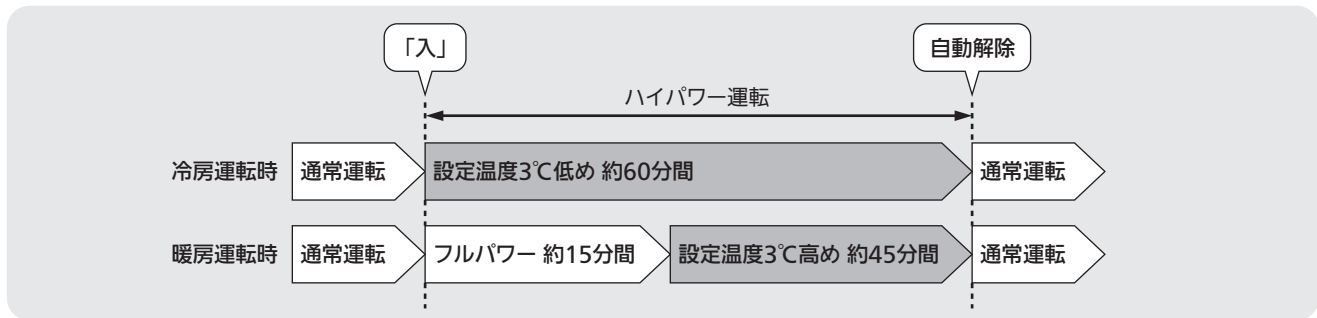 「入」
自動解除
ハイパワー運転
冷房運転時 通常運転 設定温度3℃低め 約60分間 通常運転
暖房運転時 通常運転 フルパワー 約15分間 設定温度3℃高め 約45分間 通常運転